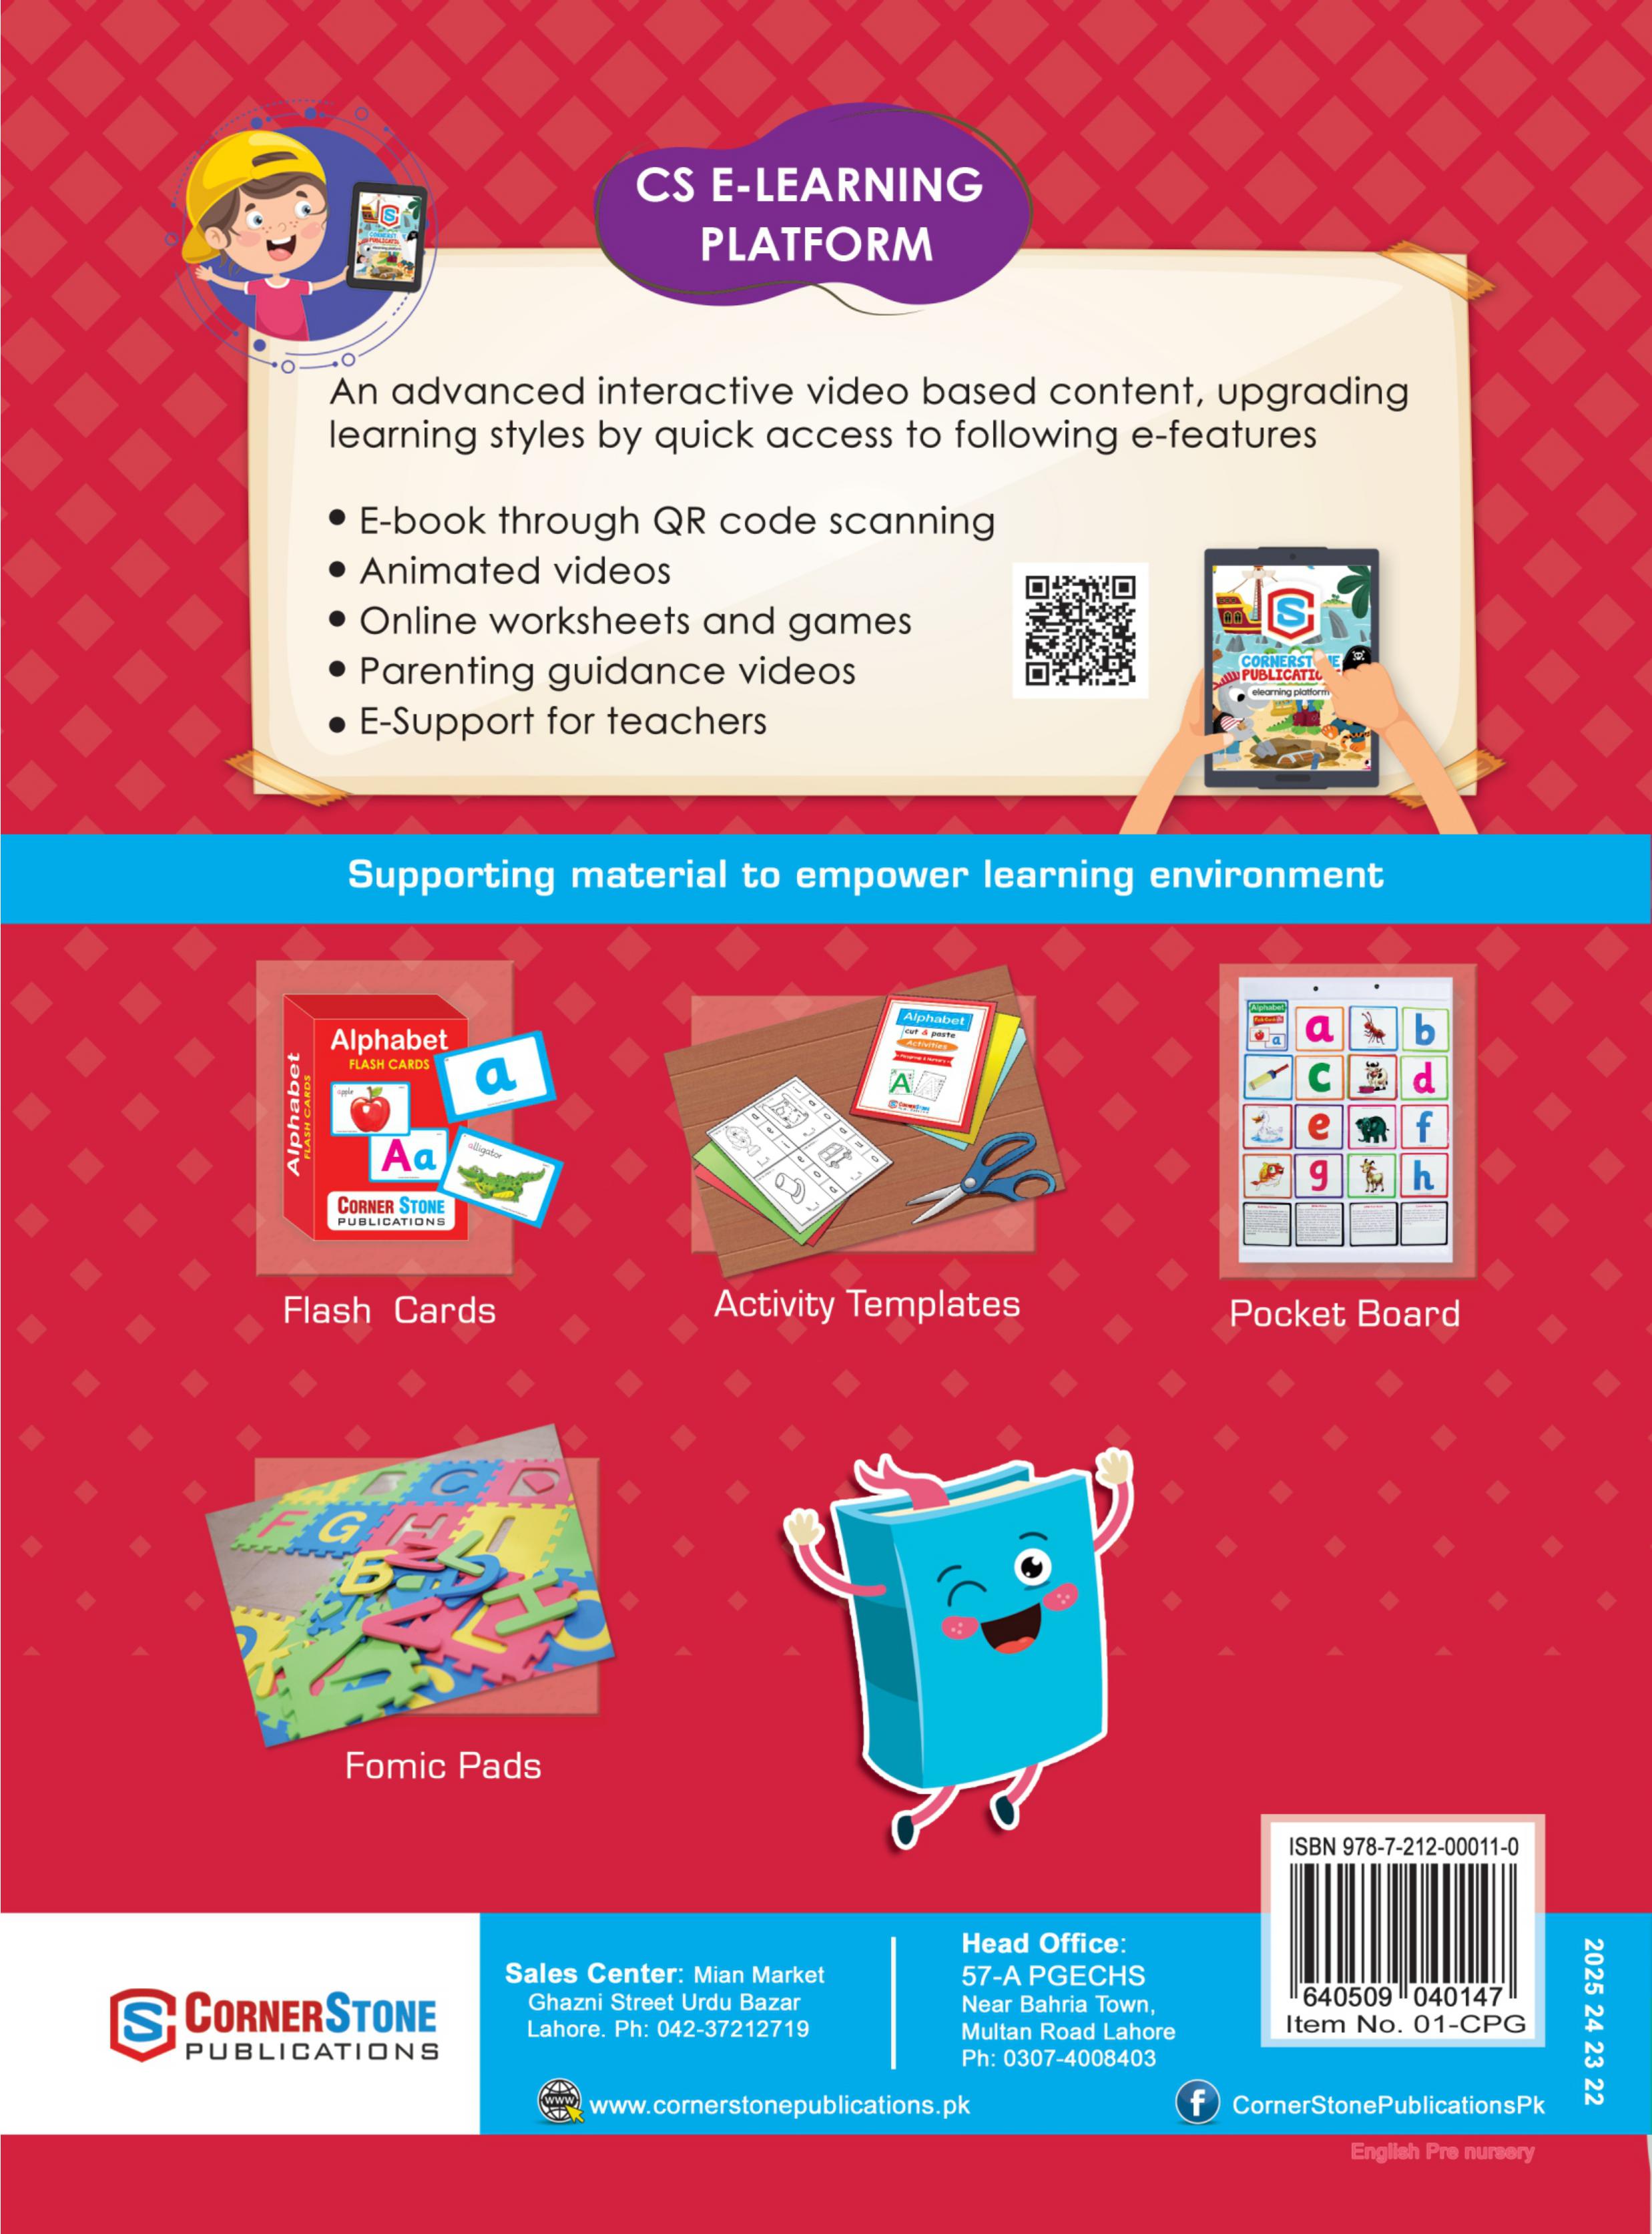 CS E-LEARNING
PLATFORM
An advanced interactive video based content, upgrading
learning styles by quick access to following e-features
• E-book through QR code scanning
• Animated videos
• Online worksheets and games
• Parenting guidance videos
• E-Support for teachers
elearning platform
Supporting material to empower learning environment
Alphabet
FLASH CARDS
Alphabet
FLASH CARDS
a
apple
Aa
alligator
CORNER STONE
PUBLICATIONS
Alphabet
cut & paste
Activities
A
Alphabet
a
a b
c d
e f
g h
Flash Cards
Activity Templates
Pocket Board
C
F G H I
B
Fomic Pads
ISBN 978-7-212-00011-0
640509 040147
Item No. 01-CPG
CORNERSTONE
PUBLICATIONS
Sales Center: Mian Market
Ghazni Street Urdu Bazar
Lahore. Ph: 042-37212719
Head Office:
57-A PGECHS
Near Bahria Town,
Multan Road Lahore
Ph: 0307-4008403
www.cornerstonepublications.pk
CornerStonePublicationsPk
2025 24 23 22
English Pre nursery